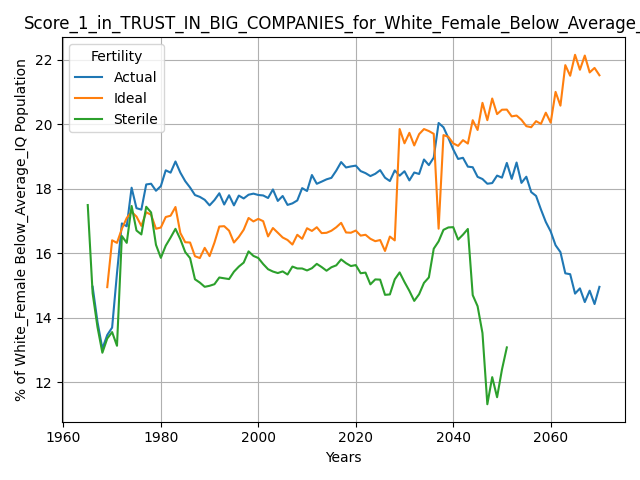 Score_1_in_TRUST_IN_BIG_COMPANIES_for_White_Female_Below_Average_
% of White_Female Below_Average_IQ Population
22
20
18
16
14
12
Fertility
Actual
Ideal
Sterile
1960 1980 2000 2020 2040 2060
Years